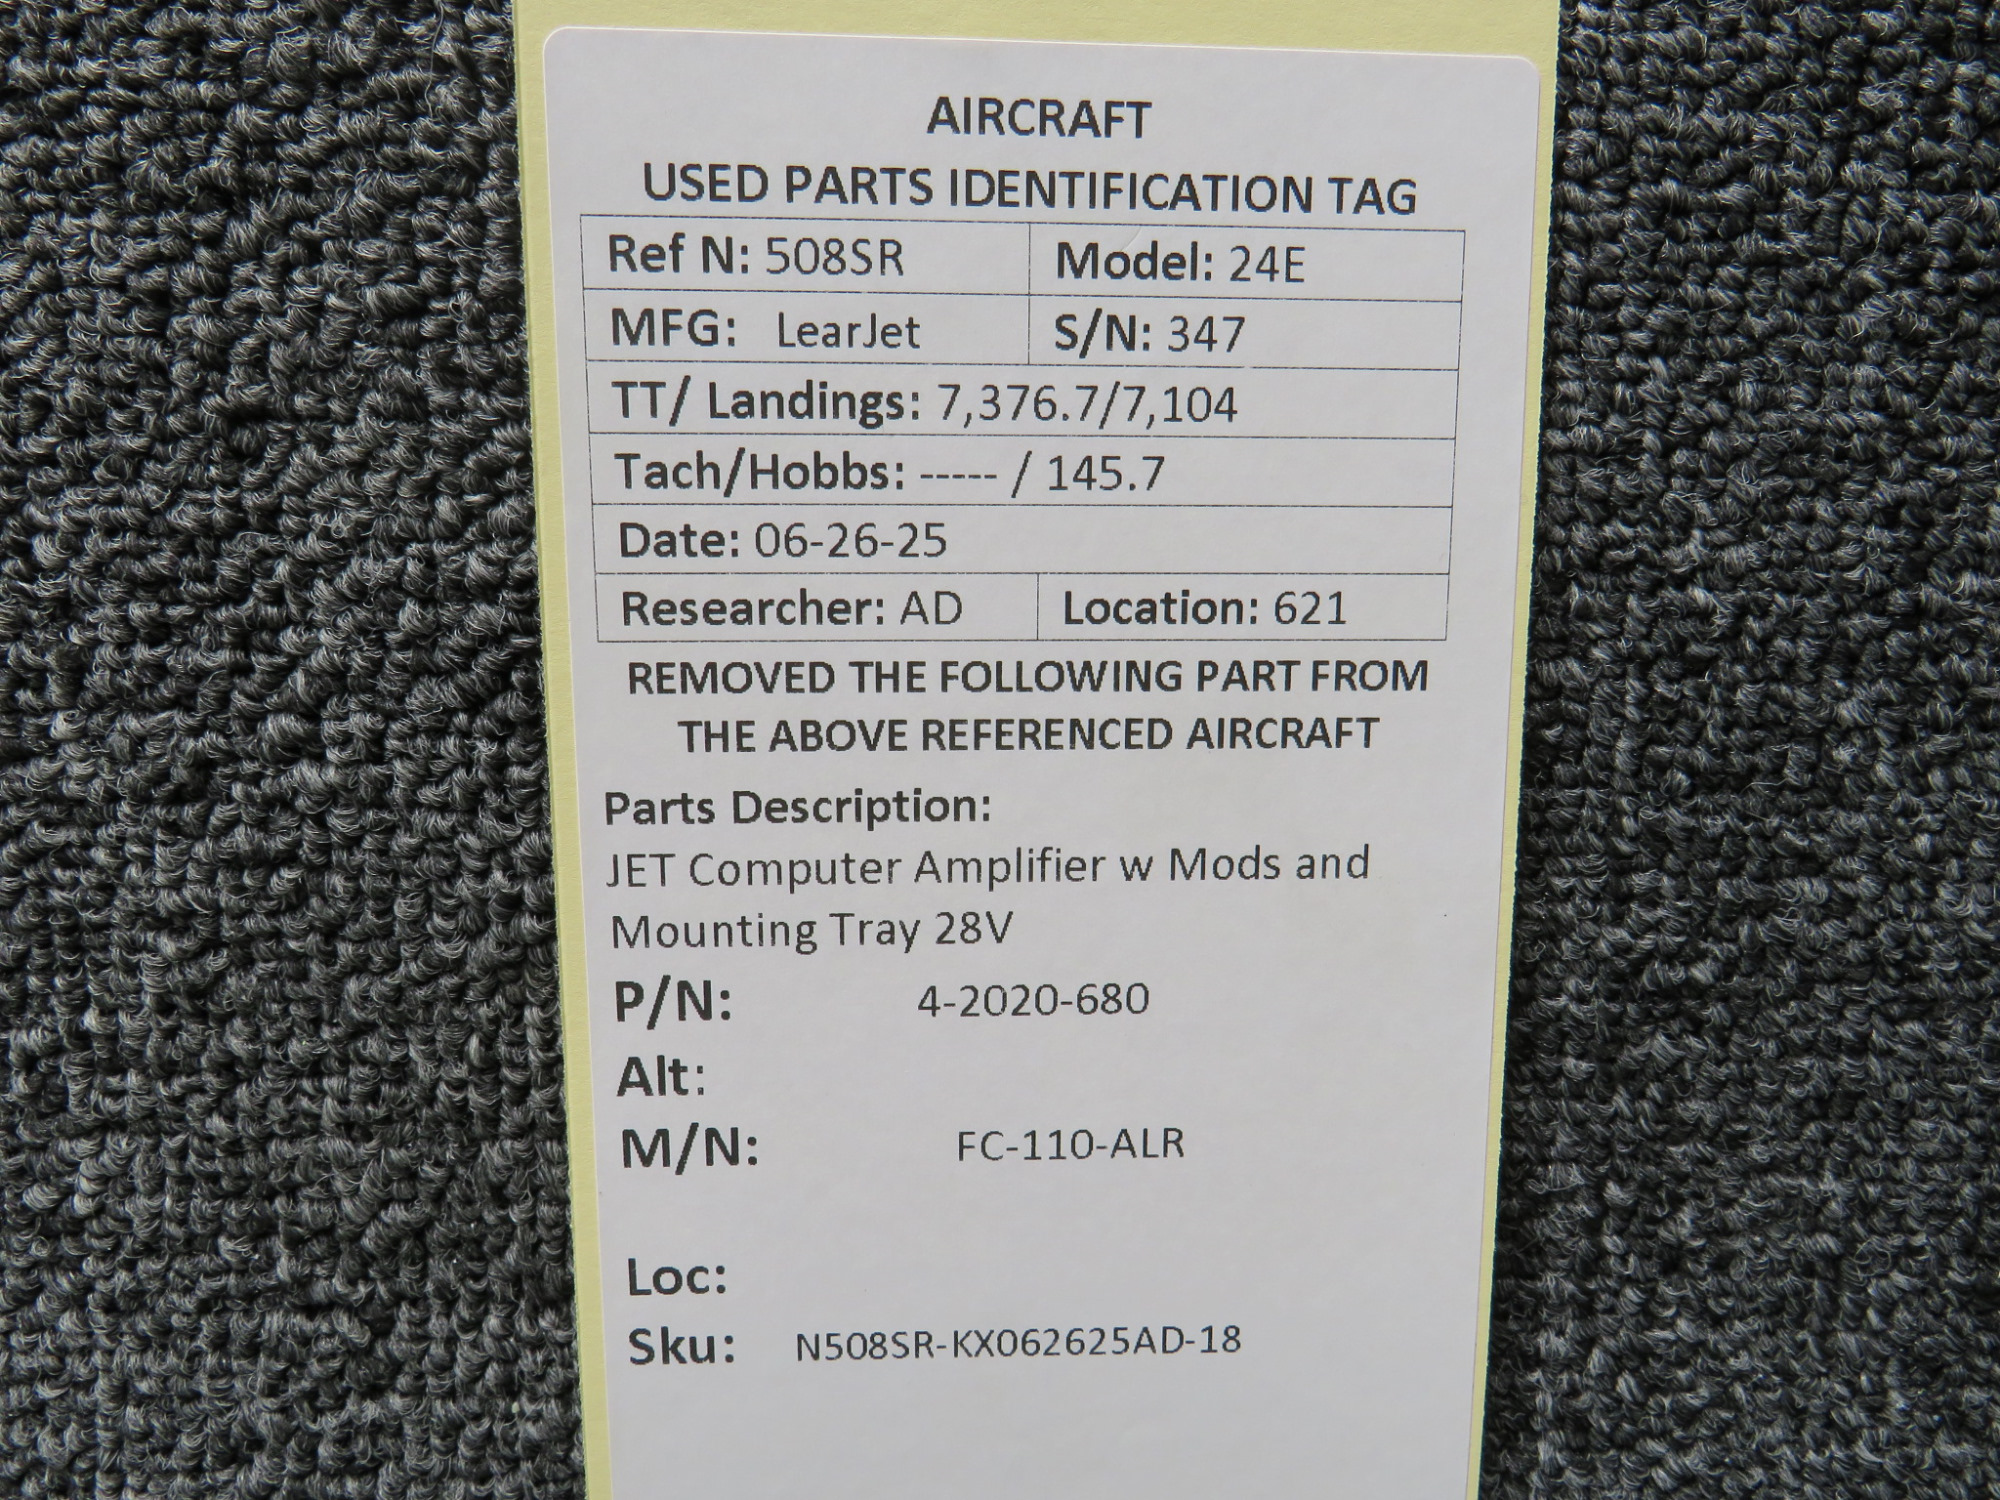 AIRCRAFT
USED PARTS IDENTIFICATION TAG
Ref N: 508SR Model: 24E
MFG: LearJet S/N: 347
TT/ Landings: 7,376.7/7,104
Tach/Hobbs: ----- / 145.7
Date: 06-26-25
Researcher: AD Location: 621
REMOVED THE FOLLOWING PART FROM
THE ABOVE REFERENCED AIRCRAFT
Parts Description:
JET Computer Amplifier w Mods and
Mounting Tray 28V
P/N: 4-2020-680
Alt:
M/N: FC-110-ALR
Loc:
Sku: N508SR-KX062625AD-18